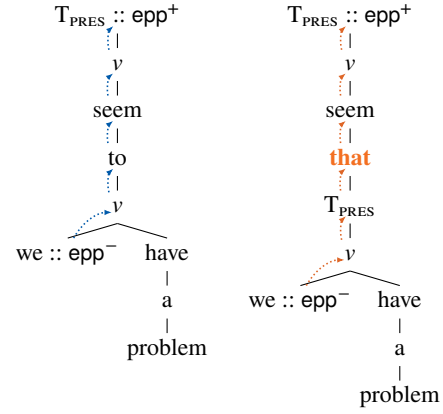 T_PRES :: epp⁺
v
seem
to
v
we :: epp⁻ have
a
problem
T_PRES :: epp⁺
v
seem
that
T_PRES
v
we :: epp⁻ have
a
problem